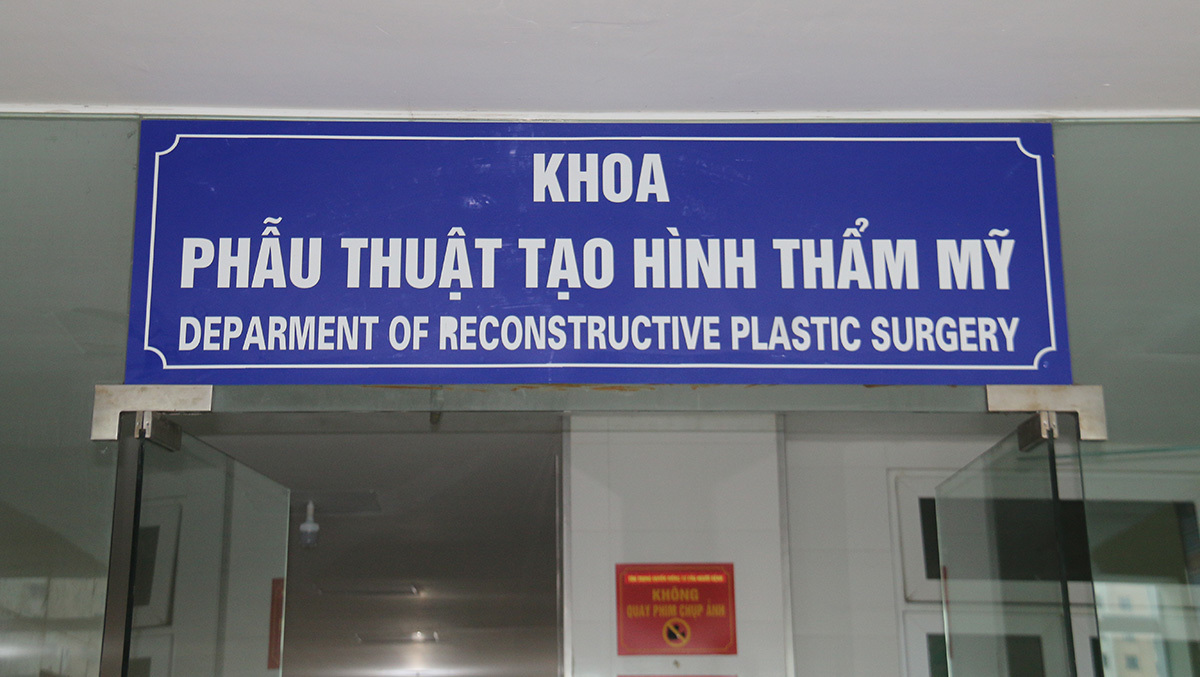 KHOA
PHẪU THUẬT TẠO HÌNH THẨM MỸ
DEPARMENT OF RECONSTRUCTIVE PLASTIC SURGERY
KHÔNG
QUAY PHIM CHỤP ẢNH